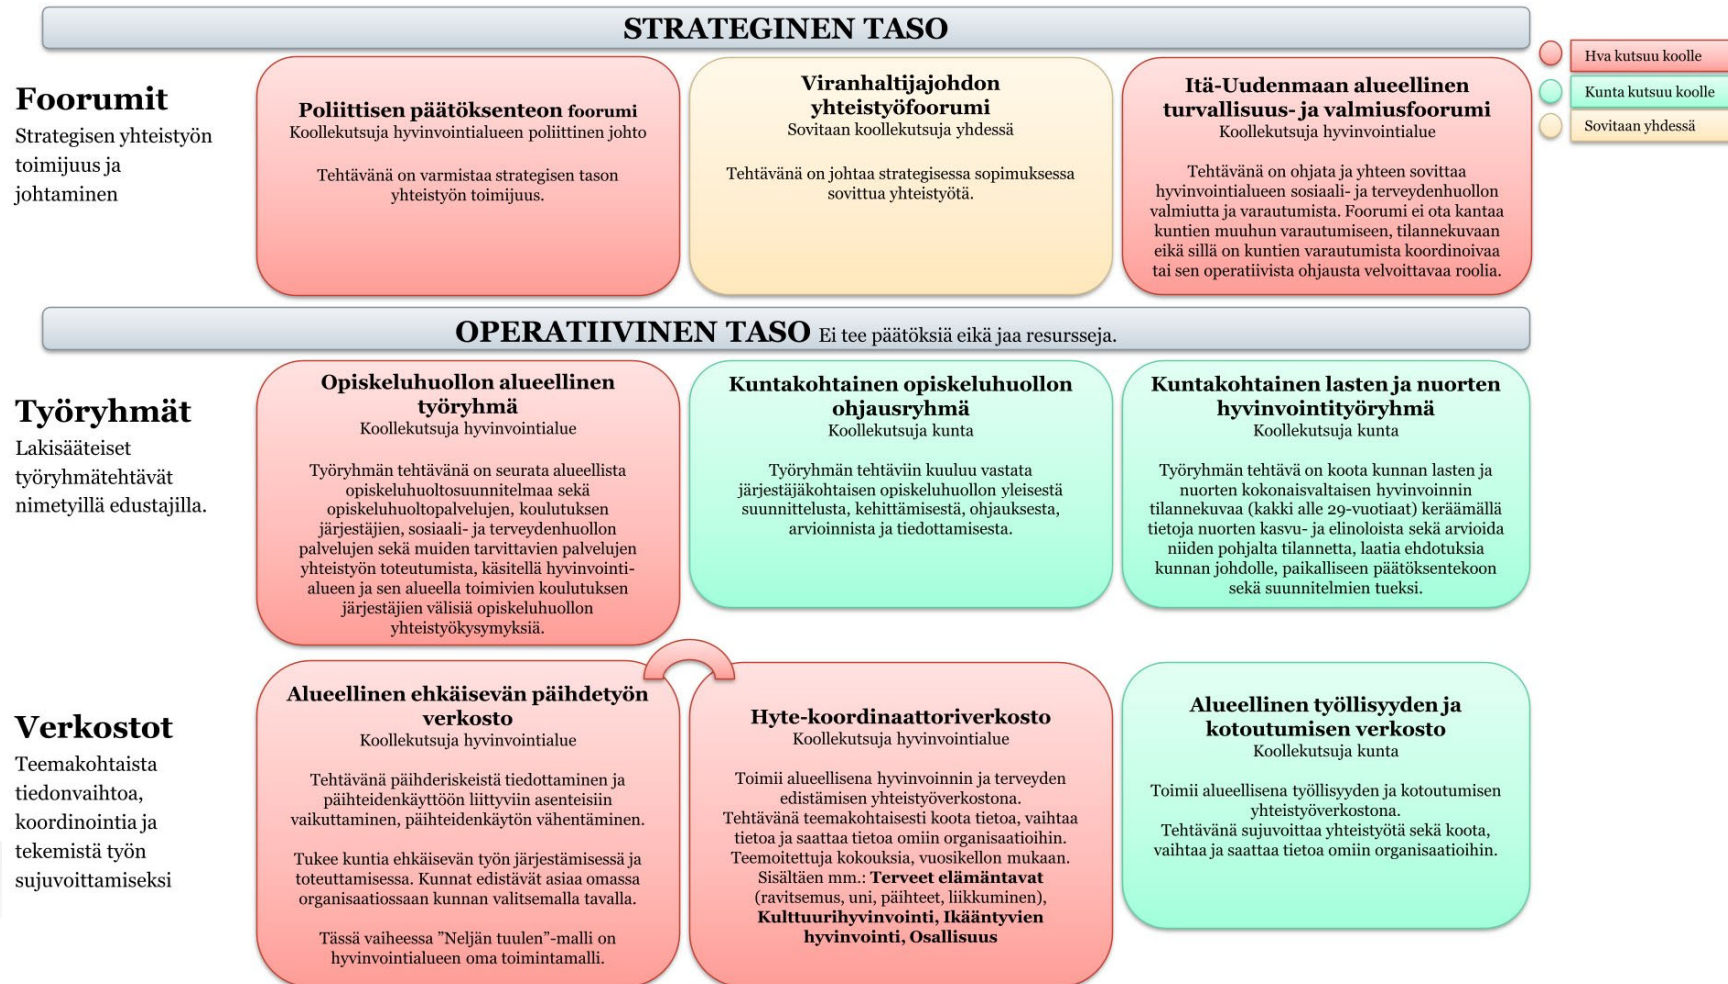 STRATEGINEN TASO
Hva kutsuu koolle
Kunta kutsuu koolle
Sovitaan yhdessä
Foorumit
Strategisen yhteistyön
toimijuus ja
johtaminen
Poliittisen päätöksenteon foorumi
Koollekutsuja hyvinvointialueen poliittinen johto
Tehtävänä on varmistaa strategisen tason
yhteistyön toimijuus.
Viranhaltijajohdon
yhteistyöfoorumi
Sovitaan koollekutsuja yhdessä
Tehtävänä on johtaa strategisessa sopimuksessa
sovittua yhteistyötä.
Itä-Uudenmaan alueellinen
turvallisuus- ja valmiusfoorumi
Koollekutsuja hyvinvointialue
Tehtävänä on ohjata ja yhteen sovittaa
hyvinvointialueen sosiaali- ja terveydenhuollon
valmiutta ja varautumista. Foorumi ei ota kantaa
kuntien muuhun varautumiseen, tilannekuvaan
eikä sillä on kuntien varautumista koordinoivaa
tai sen operatiivista ohjausta velvoittavaa roolia.
OPERATIIVINEN TASO Ei tee päätöksiä eikä jaa resursseja.
Työryhmät
Lakisääteiset
työryhmätehtävät
nimetyillä edustajilla.
Opiskeluhuollon alueellinen
työryhmä
Koollekutsuja hyvinvointialue
Työryhmän tehtävänä on seurata alueellista
opiskeluhuoltosuunnitelmaa sekä
opiskeluhuoltopalvelujen, koulutuksen
järjestäjien, sosiaali- ja terveydenhuollon
palvelujen sekä muiden tarvittavien palvelujen
yhteistyön toteutumista, käsitellä hyvinvointi-
alueen ja sen alueella toimivien koulutuksen
järjestäjien välisiä opiskeluhuollon
yhteistyökysymyksiä.
Kuntakohtainen opiskeluhuollon
ohjausryhmä
Koollekutsuja kunta
Työryhmän tehtäviin kuuluu vastata
järjestäjäkohtaisen opiskeluhuollon yleisestä
suunnittelusta, kehittämisestä, ohjauksesta,
arvioinnista ja tiedottamisesta.
Kuntakohtainen lasten ja nuorten
hyvinvointityöryhmä
Koollekutsuja kunta
Työryhmän tehtävä on koota kunnan lasten ja
nuorten kokonaisvaltaisen hyvinvoinnin
tilannekuvaa (kakki alle 29-vuotiaat) keräämällä
tietoja nuorten kasvu- ja elinoloista sekä arvioida
niiden pohjalta tilannetta, laatia ehdotuksia
kunnan johdolle, paikalliseen päätöksentekoon
sekä suunnitelmien tueksi.
Verkostot
Teemakohtaista
tiedonvaihtoa,
koordinointia ja
tekemistä työn
sujuvoittamiseksi
Alueellinen ehkäisevän päihdetyön
verkosto
Koollekutsuja hyvinvointialue
Tehtävänä päihderiskeistä tiedottaminen ja
päihteidenkäyttöön liittyviin asenteisiin
vaikuttaminen, päihteidenkäytön vähentäminen.
Tukee kuntia ehkäisevän työn järjestämisessä ja
toteuttamisessa. Kunnat edistävät asiaa omassa
organisaatiossaan kunnan valitsemalla tavalla.
Tässä vaiheessa ”Neljän tuulen”-malli on
hyvinvointialueen oma toimintamalli.
Hyte-koordinaattoriverkosto
Koollekutsuja hyvinvointialue
Toimii alueellisena hyvinvoinnin ja terveyden
edistämisen yhteistyöverkostona.
Tehtävänä teemakohtaisesti koota tietoa, vaihtaa
tietoa ja saattaa tietoa omiin organisaatioihin.
Teemoitettuja kokouksia, vuosikellon mukaan.
Sisältäen mm.: Terveet elämäntavat
(ravitsemus, uni, päihteet, liikkuminen),
Kulttuurihyvinvointi, Ikääntyvien
hyvinvointi, Osallisuus
Alueellinen työllisyyden ja
kotoutumisen verkosto
Koollekutsuja kunta
Toimii alueellisena työllisyyden ja kotoutumisen
yhteistyöverkostona.
Tehtävänä sujuvoittaa yhteistyötä sekä koota,
vaihtaa ja saattaa tietoa omiin organisaatioihin.